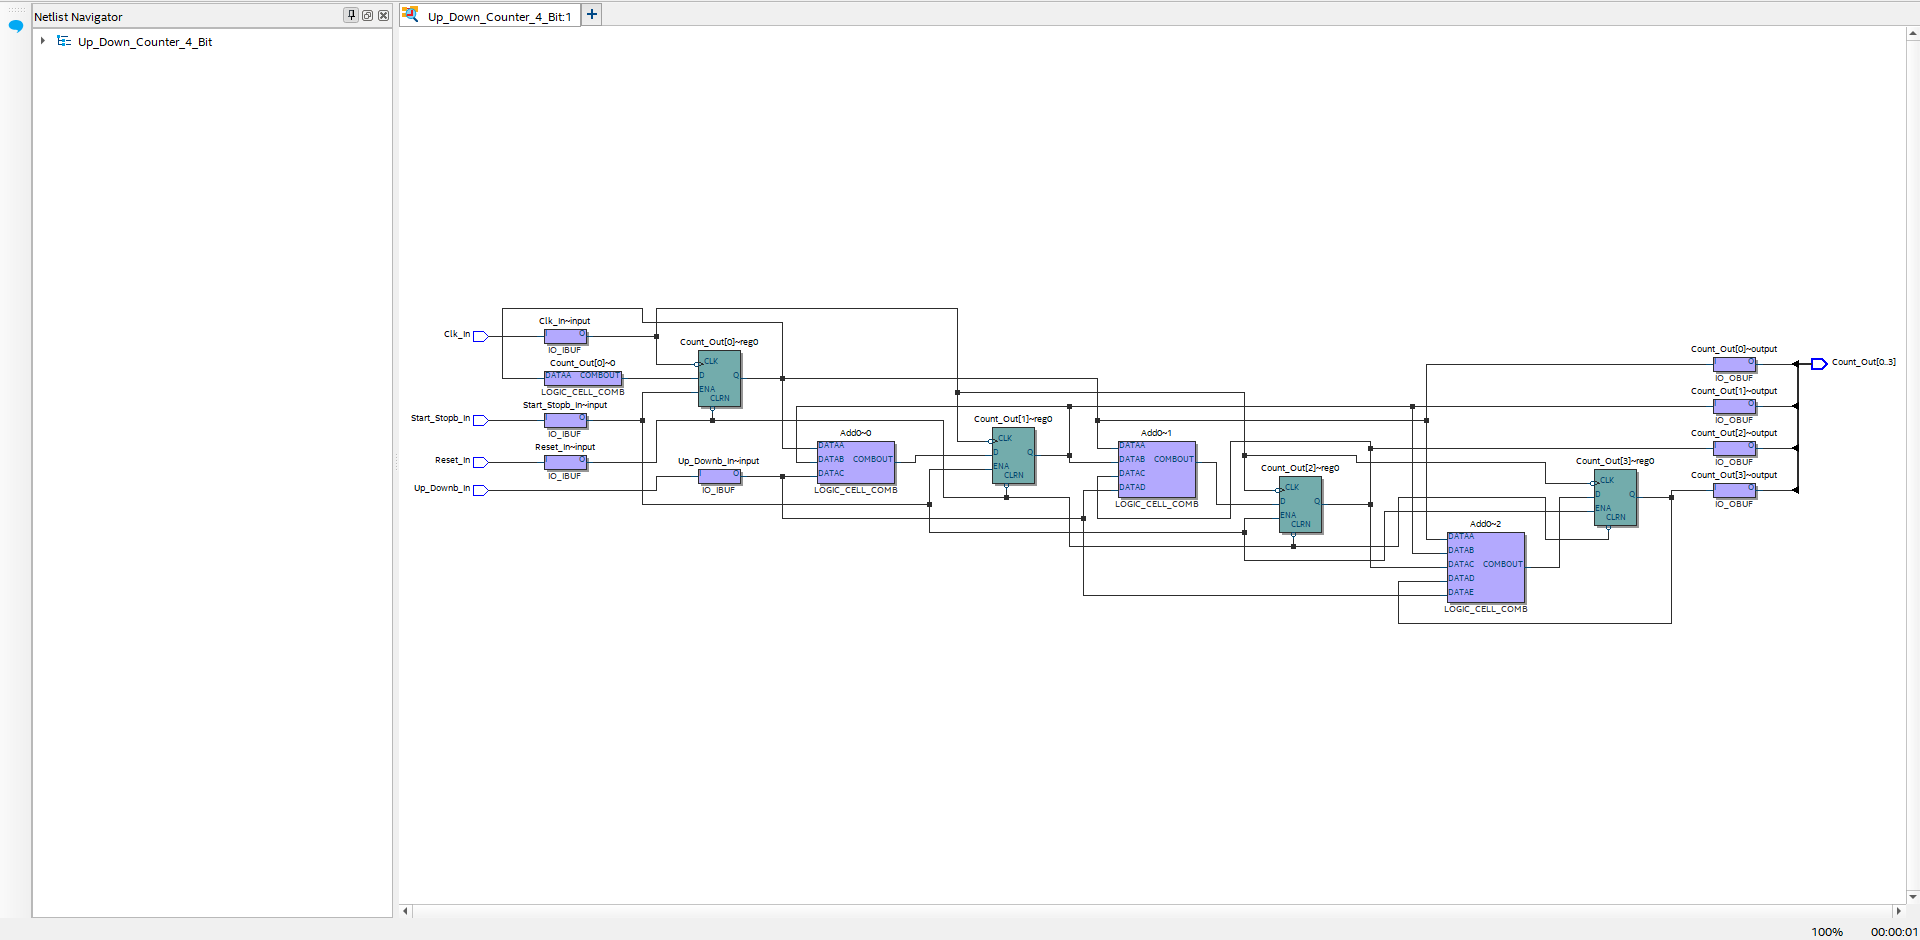 Netlist Navigator
Up_Down_Counter_4_Bit:1
Up_Down_Counter_4_Bit
Clk_In
Clk_In~input
I O
IO_IBUF
Count_Out[0]~0
DATAA COMBOUT
LOGIC_CELL_COMB
Start_Stopb_In
Start_Stopb_In~input
I O
IO_IBUF
Reset_In
Reset_In~input
I O
IO_IBUF
Up_Downb_In
Up_Downb_In~input
I O
IO_IBUF
Count_Out[0]~reg0
CLK
D Q
ENA
CLRN
Add0~0
DATAA
DATAB COMBOUT
DATAC
LOGIC_CELL_COMB
Count_Out[1]~reg0
CLK
D Q
ENA
CLRN
Add0~1
DATAA
DATAB COMBOUT
DATAC
DATAD
LOGIC_CELL_COMB
Count_Out[2]~reg0
CLK
D Q
ENA
CLRN
Add0~2
DATAA
DATAB
DATAC COMBOUT
DATAD
DATAE
LOGIC_CELL_COMB
Count_Out[3]~reg0
CLK
D Q
ENA
CLRN
Count_Out[0]~output
I O
IO_OBUF
Count_Out[1]~output
I O
IO_OBUF
Count_Out[2]~output
I O
IO_OBUF
Count_Out[3]~output
I O
IO_OBUF
Count_Out[0..3]
100% 00:00:01